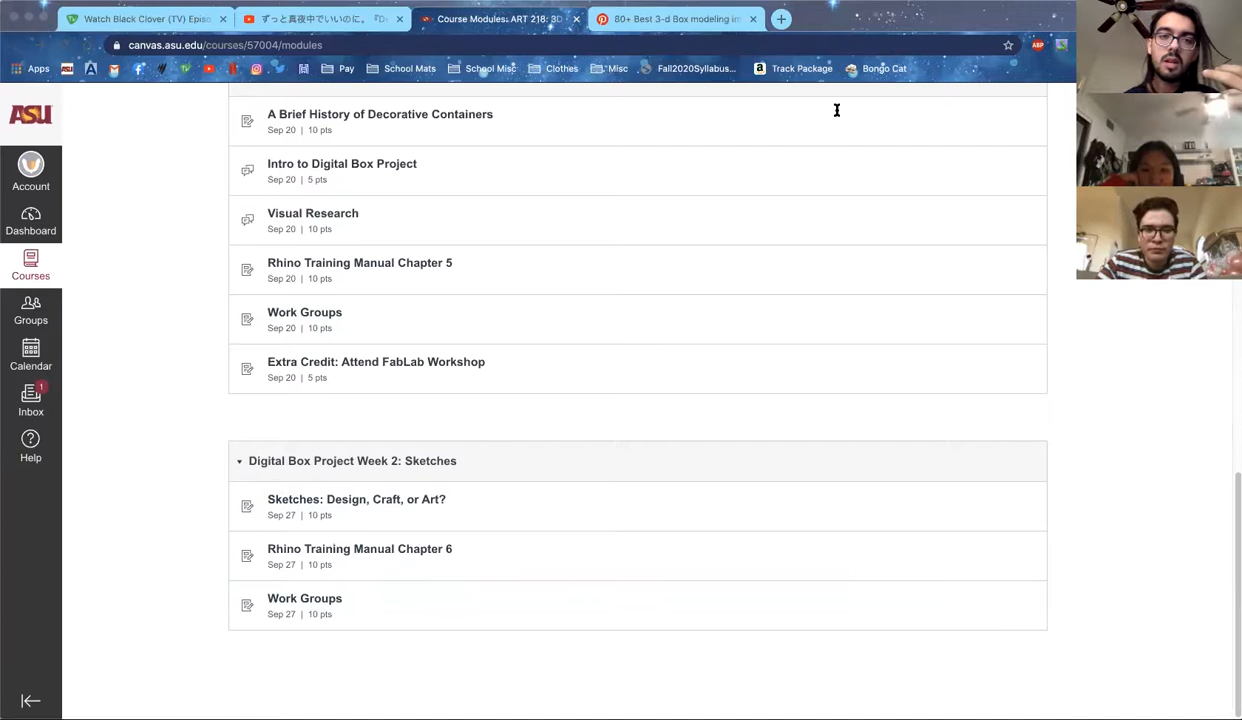 Watch Black Clover (TV) Episo
ずっと真夜中でいいのに。『D
Course Modules: ART 218: 3D
80+ Best 3-d Box modeling im
canvas.asu.edu/courses/57004/modules
ABP
Apps
Pay
School Mats
School Misc
Clothes
Misc
Fall2020Syllabus...
Track Package
Bongo Cat
ASU
Account
Dashboard
Courses
Groups
Calendar
1
Inbox
Help
A Brief History of Decorative Containers
Sep 20 | 10 pts
Intro to Digital Box Project
Sep 20 | 5 pts
Visual Research
Sep 20 | 10 pts
Rhino Training Manual Chapter 5
Sep 20 | 10 pts
Work Groups
Sep 20 | 10 pts
Extra Credit: Attend FabLab Workshop
Sep 20 | 5 pts
Digital Box Project Week 2: Sketches
Sketches: Design, Craft, or Art?
Sep 27 | 10 pts
Rhino Training Manual Chapter 6
Sep 27 | 10 pts
Work Groups
Sep 27 | 10 pts